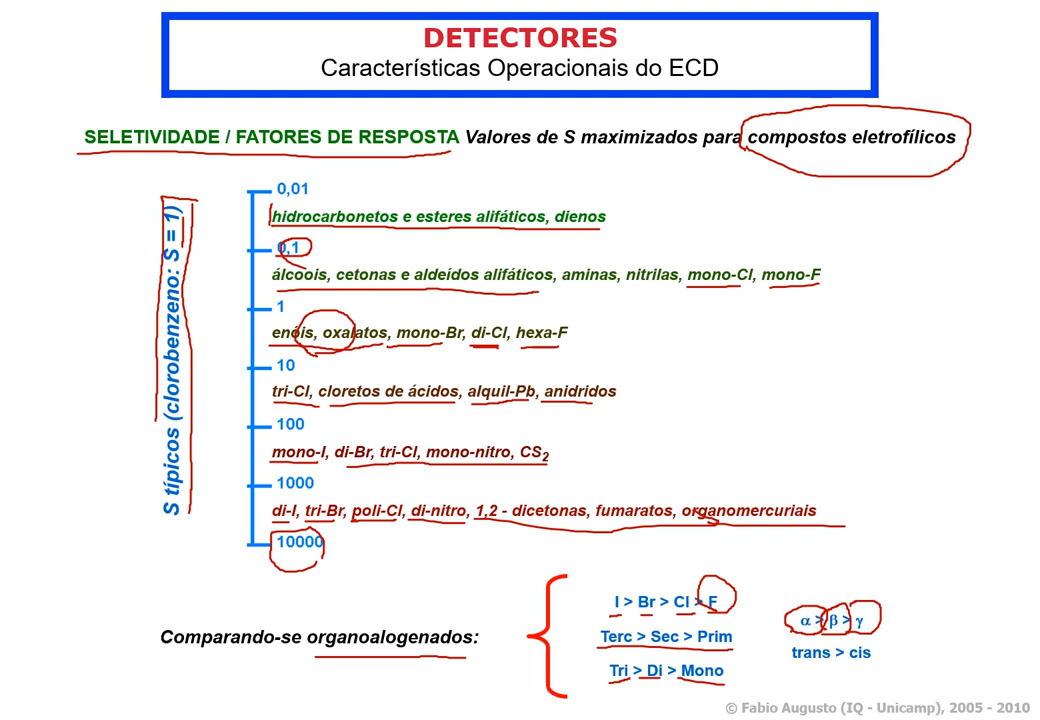 DETECTORES
Características Operacionais do ECD
SELETIVIDADE / FATORES DE RESPOSTA Valores de S maximizados para compostos eletrofílicos
S típicos (clorobenzeno: S = 1)
0,01
hidrocarbonetos e esteres alifáticos, dienos
0,1
álcoois, cetonas e aldeídos alifáticos, aminas, nitrilas, mono-Cl, mono-F
1
enóis, oxalatos, mono-Br, di-Cl, hexa-F
10
tri-Cl, cloretos de ácidos, alquil-Pb, anidridos
100
mono-I, di-Br, tri-Cl, mono-nitro, CS₂
1000
di-I, tri-Br, poli-Cl, di-nitro, 1,2 - dicetonas, fumaratos, organomercuriais
10000
Comparando-se organoalogenados:
I > Br > Cl > F
Terc > Sec > Prim
Tri > Di > Mono
α > β > γ
trans > cis
© Fabio Augusto (IQ - Unicamp), 2005 - 2010